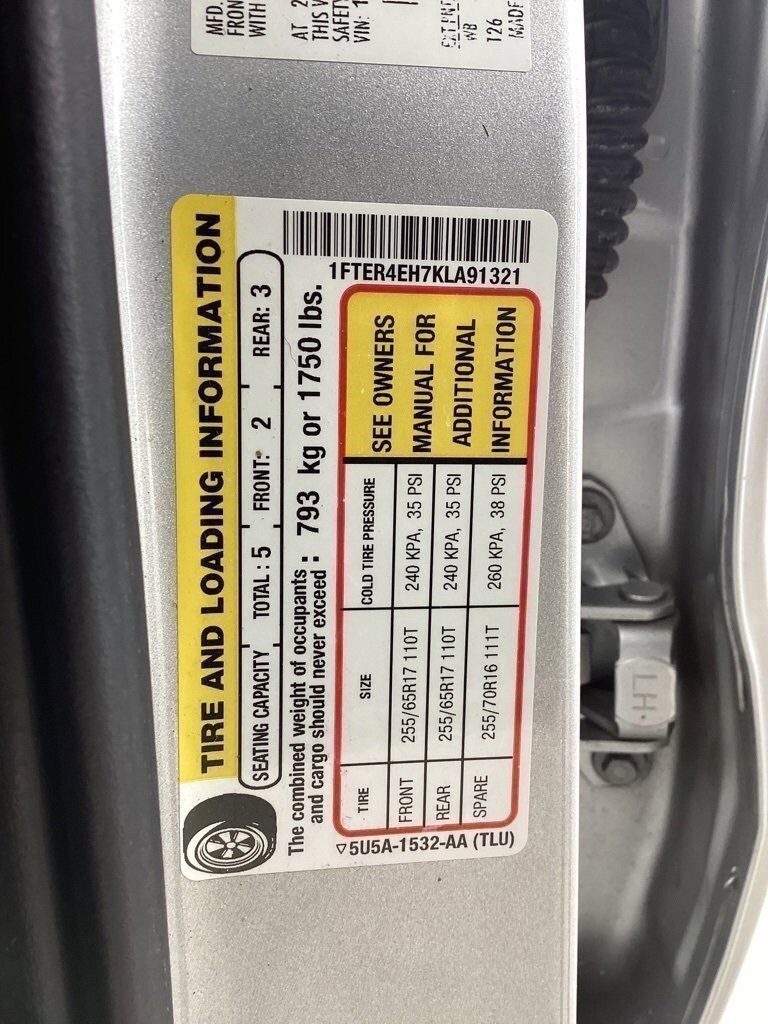 MFD.
FRON
WITH
AT 2
THIS V
SAFETY
VIN: 1
WB
126
MADE
TIRE AND LOADING INFORMATION
SEATING CAPACITY TOTAL : 5 FRONT: 2 REAR: 3
The combined weight of occupants
and cargo should never exceed : 793 kg or 1750 lbs.
1FTER4EH7KLA91321
TIRE SIZE COLD TIRE PRESSURE
FRONT 255/65R17 110T 240 KPA, 35 PSI
REAR 255/65R17 110T 240 KPA, 35 PSI
SPARE 255/70R16 111T 260 KPA, 38 PSI
SEE OWNERS
MANUAL FOR
ADDITIONAL
INFORMATION
▽5U5A-1532-AA (TLU)
LH